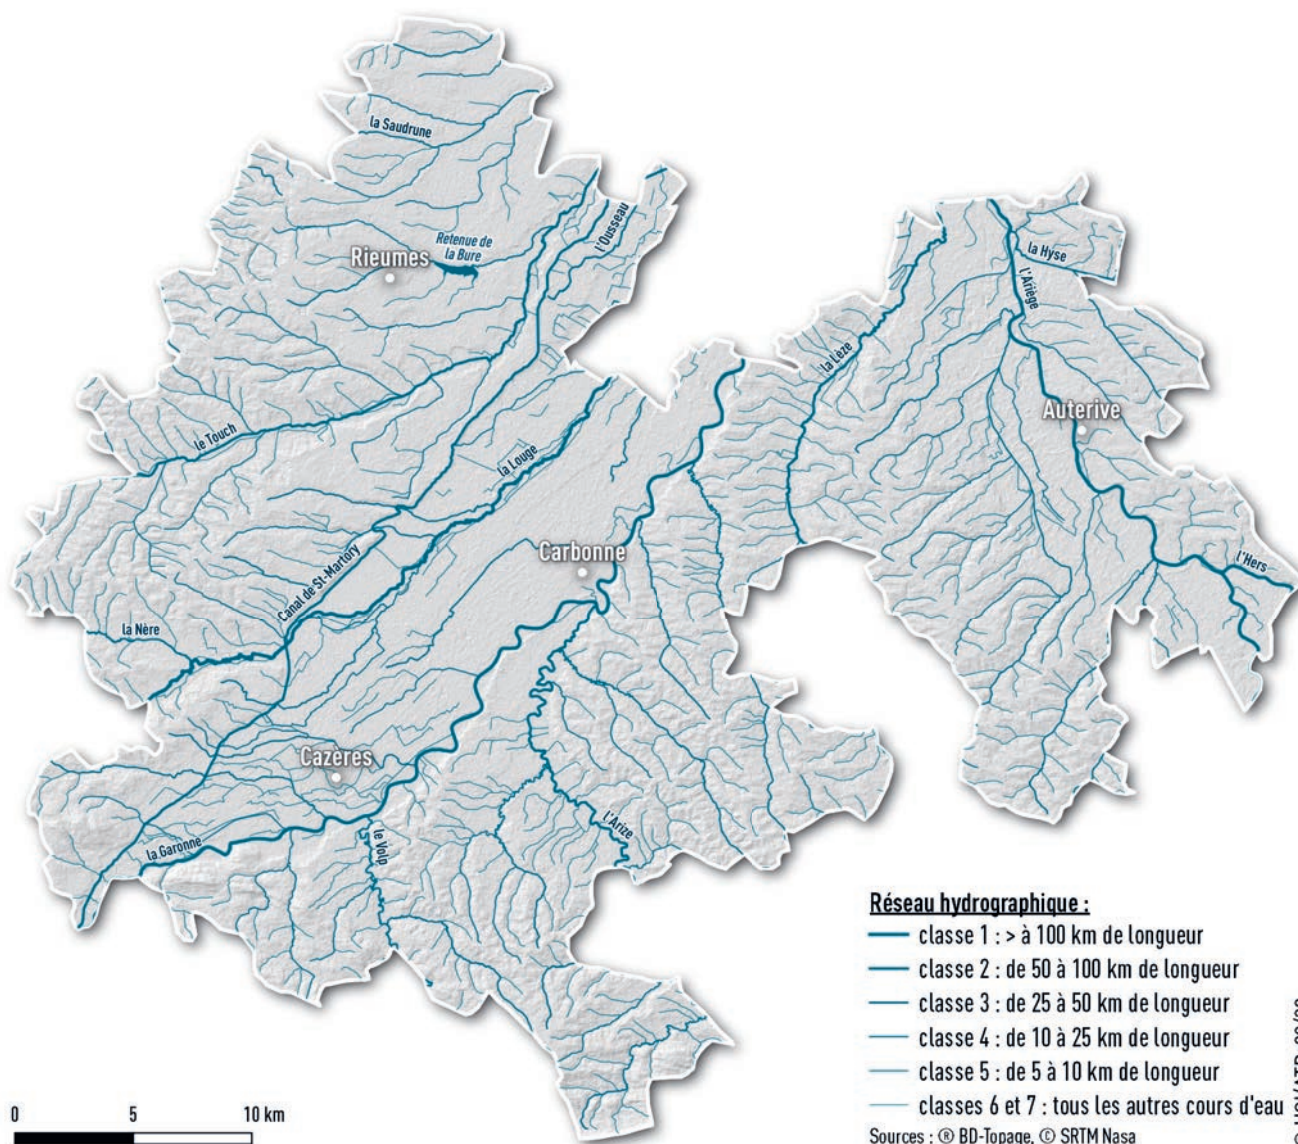 la Saudrune
l'Ousseau
Retenue de
la Bure
Rieumes
la Hyse
l'Ariège
la Lèze
Auterive
le Touch
la Louge
Carbonne
l'Hers
Canal de St-Martory
la Nère
Cazères
la Garonne
le Volp
l'Arize
Réseau hydrographique :
classe 1 : > à 100 km de longueur
classe 2 : de 50 à 100 km de longueur
classe 3 : de 25 à 50 km de longueur
classe 4 : de 10 à 25 km de longueur
classe 5 : de 5 à 10 km de longueur
classes 6 et 7 : tous les autres cours d'eau
Sources : ® BD-Topage, © SRTM Nasa
0 5 10 km